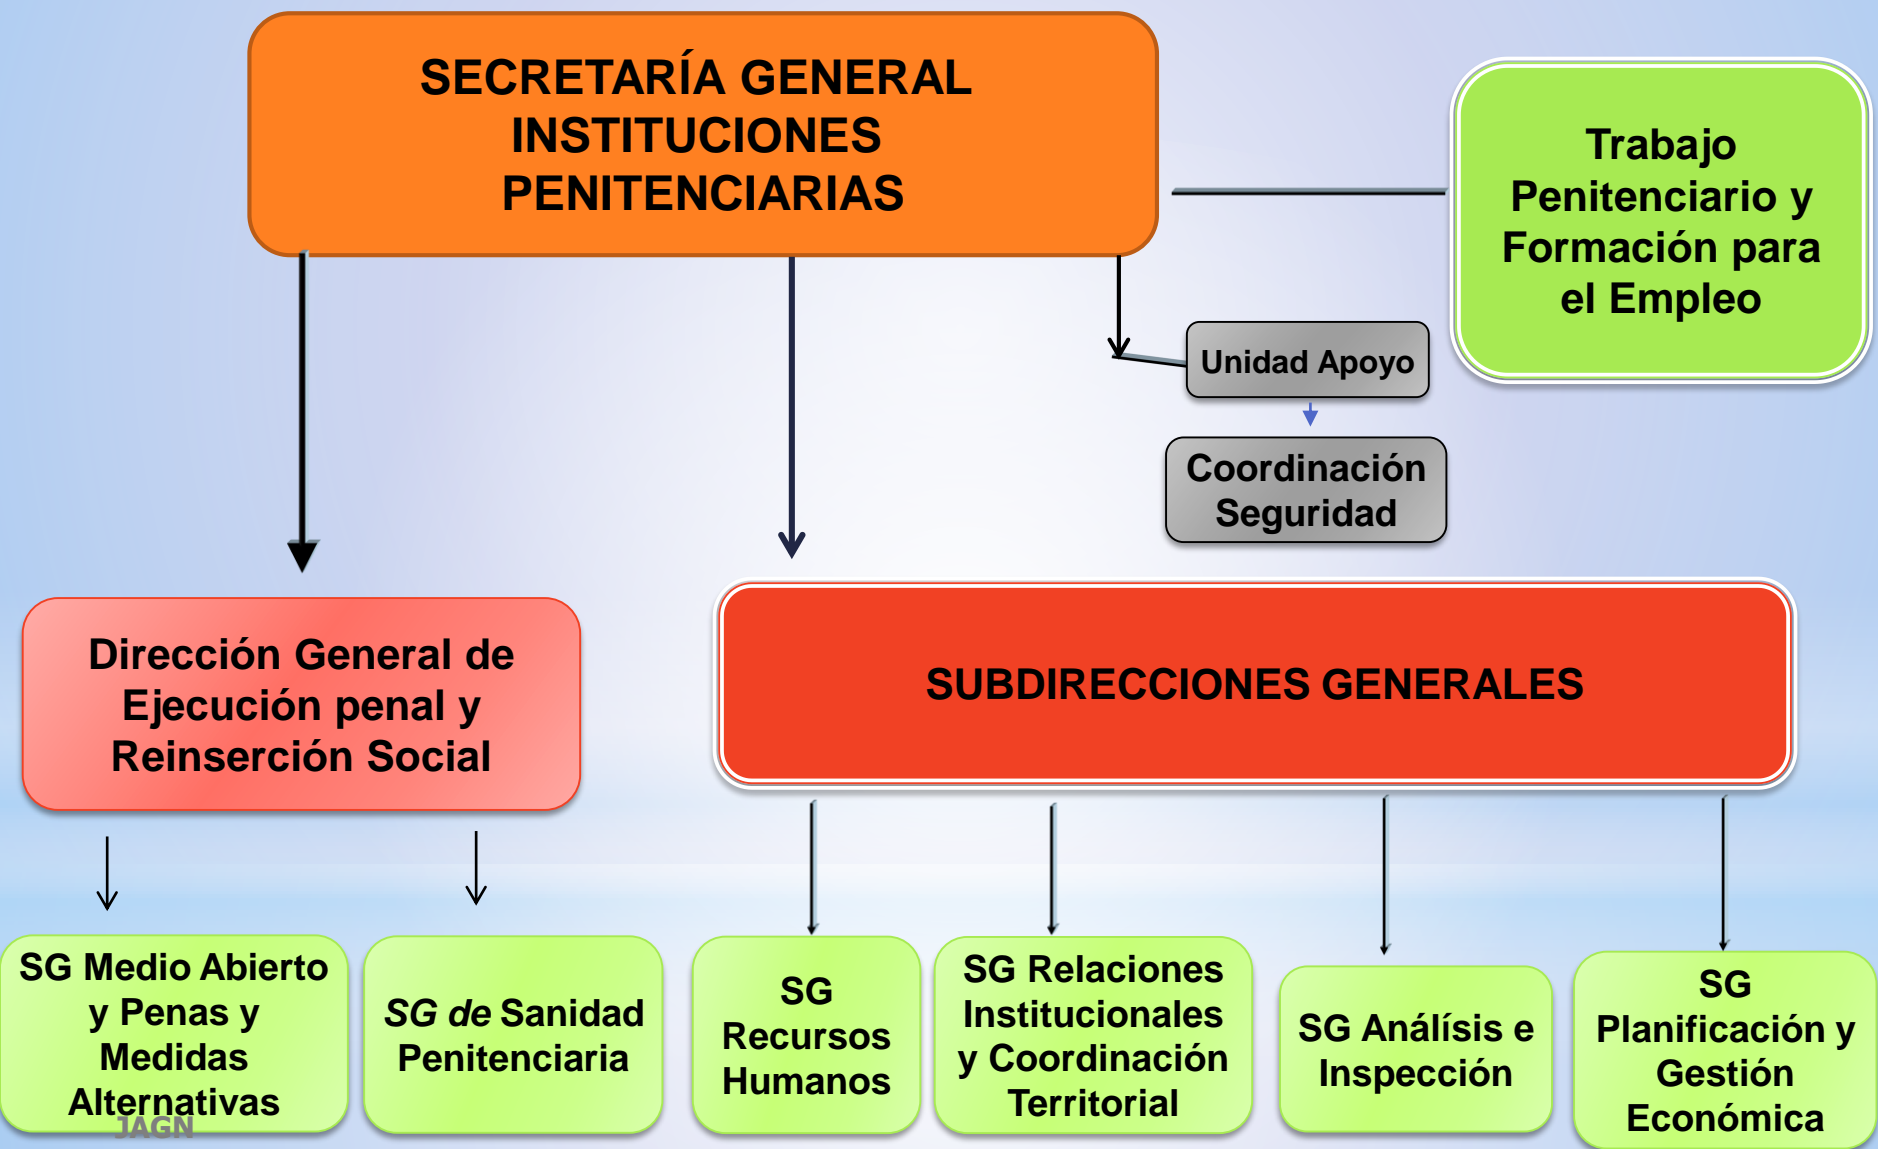 SECRETARÍA GENERAL
INSTITUCIONES
PENITENCIARIAS
Trabajo
Penitenciario y
Formación para
el Empleo
Unidad Apoyo
Coordinación
Seguridad
Dirección General de
Ejecución penal y
Reinserción Social
SUBDIRECCIONES GENERALES
SG Medio Abierto
y Penas y
Medidas
Alternativas
SG de Sanidad
Penitenciaria
SG
Recursos
Humanos
SG Relaciones
Institucionales
y Coordinación
Territorial
SG Análísis e
Inspección
SG
Planificación y
Gestión
Económica
JAGN